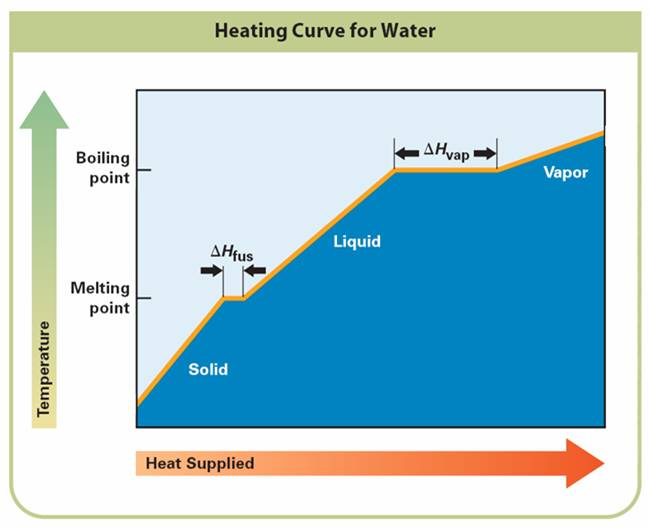 Heating Curve for Water
Boiling
point
ΔHvap
Vapor
Liquid
ΔHfus
Melting
point
Solid
Temperature
Heat Supplied